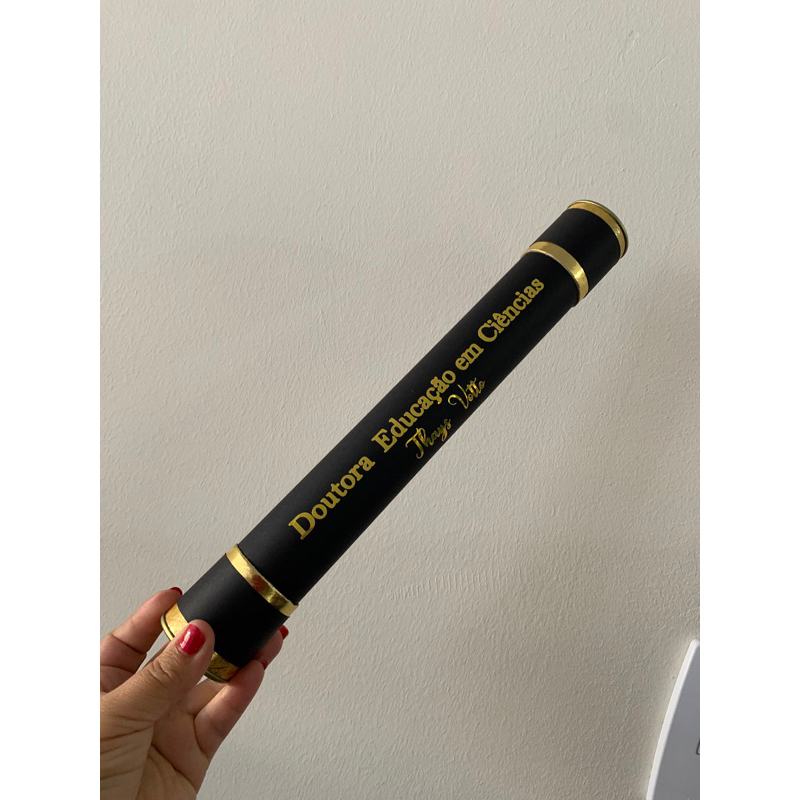 Doutora Educação em Ciências
Thays Votto